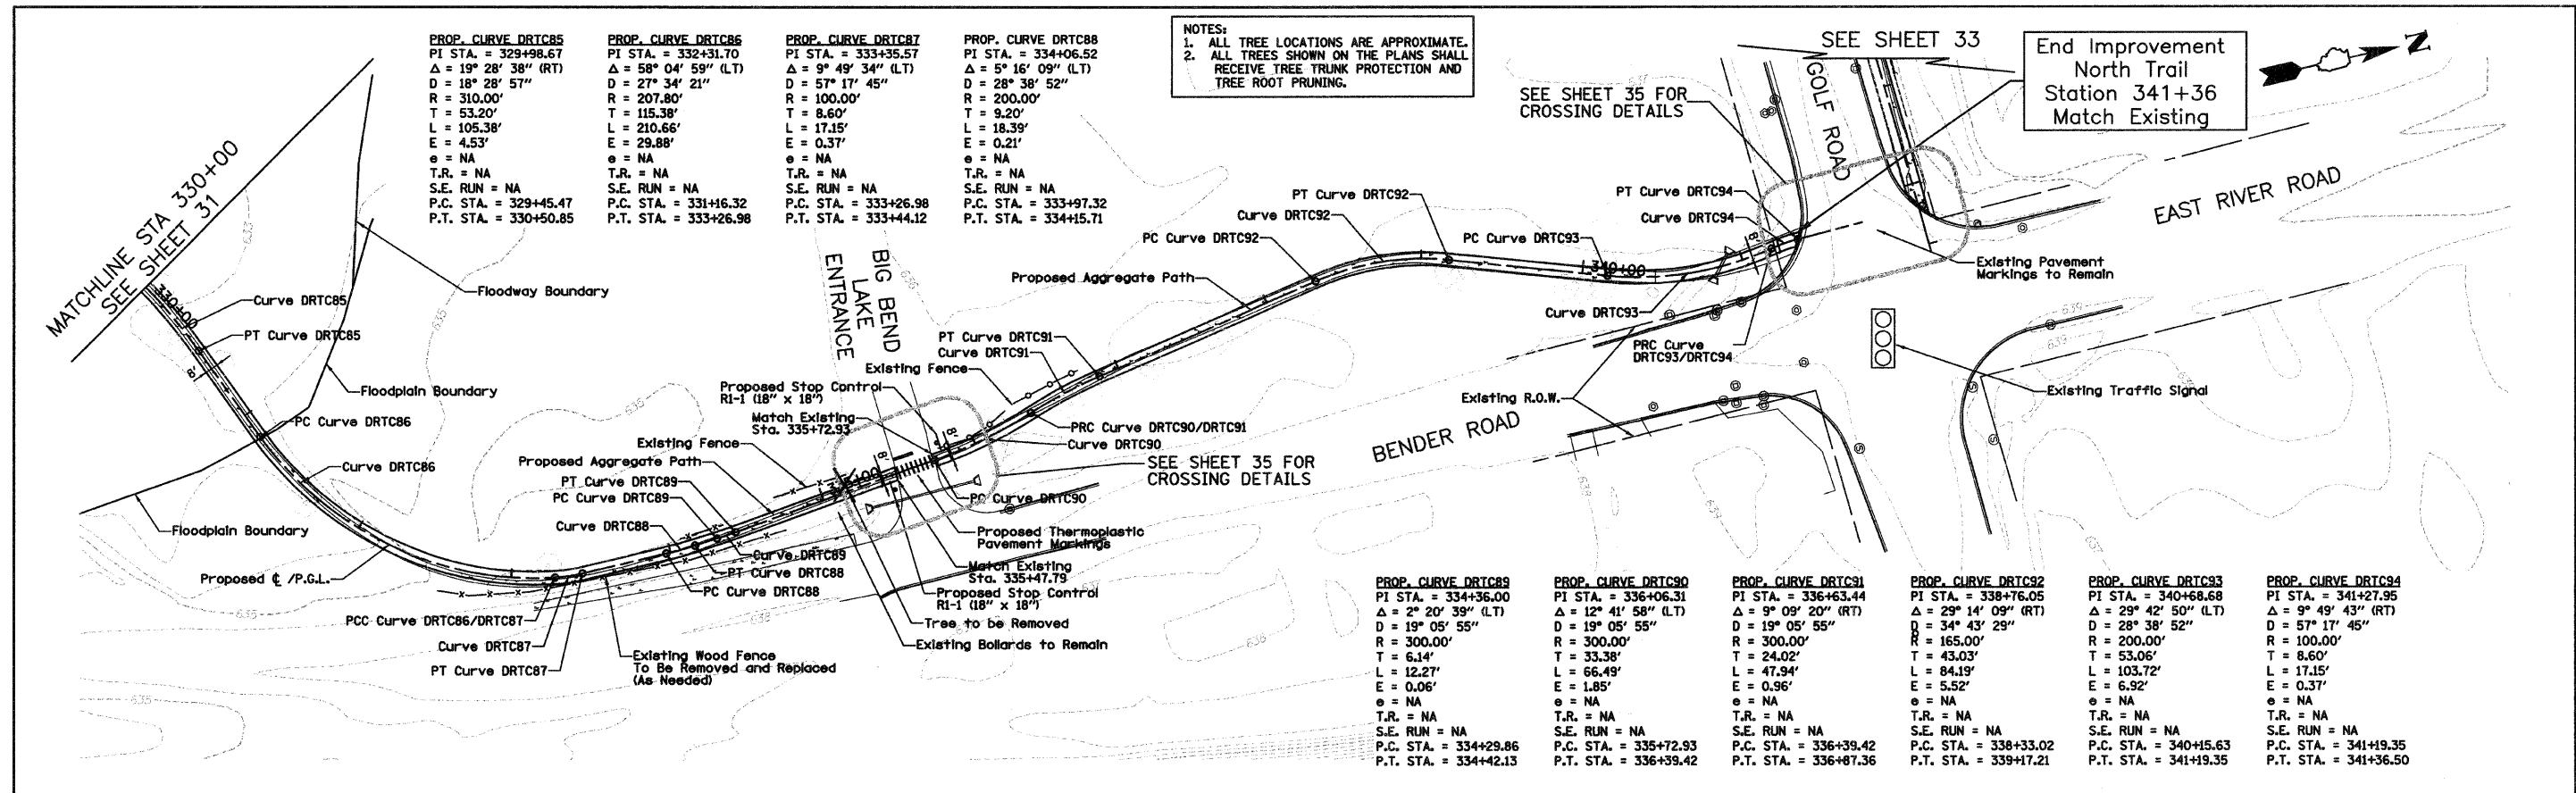 PROP. CURVE DRTC85
PI STA. = 329+98.67
Δ = 19° 28' 38" (RT)
D = 18° 28' 57"
R = 310.00'
T = 53.20'
L = 105.38'
E = 4.53'
e = NA
T.R. = NA
S.E. RUN = NA
P.C. STA. = 329+45.47
P.T. STA. = 330+50.85
PROP. CURVE DRTC86
PI STA. = 332+31.70
Δ = 58° 04' 59" (LT)
D = 27° 34' 21"
R = 207.80'
T = 115.38'
L = 210.66'
E = 29.88'
e = NA
T.R. = NA
S.E. RUN = NA
P.C. STA. = 331+16.32
P.T. STA. = 333+26.98
PROP. CURVE DRTC87
PI STA. = 333+35.57
Δ = 9° 49' 34" (LT)
D = 57° 17' 45"
R = 100.00'
T = 8.60'
L = 17.15'
E = 0.37'
e = NA
T.R. = NA
S.E. RUN = NA
P.C. STA. = 333+26.98
P.T. STA. = 333+44.12
PROP. CURVE DRTC88
PI STA. = 334+06.52
Δ = 5° 16' 09" (LT)
D = 28° 38' 52"
R = 200.00'
T = 9.20'
L = 18.39'
E = 0.21'
e = NA
T.R. = NA
S.E. RUN = NA
P.C. STA. = 333+97.32
P.T. STA. = 334+15.71
NOTES:
1. ALL TREE LOCATIONS ARE APPROXIMATE.
2. ALL TREES SHOWN ON THE PLANS SHALL
RECEIVE TREE TRUNK PROTECTION AND
TREE ROOT PRUNING.
SEE SHEET 33
End Improvement
North Trail
Station 341+36
Match Existing
N
SEE SHEET 35 FOR
CROSSING DETAILS
GOLF ROAD
EAST RIVER ROAD
MATCHLINE STA 330+00
SEE SHEET 31
330+00
Curve DRTC85
PT Curve DRTC85
8'
Floodway Boundary
Floodplain Boundary
PC Curve DRTC86
Curve DRTC86
Floodplain Boundary
Proposed ℄ /P.G.L.
PCC Curve DRTC86/DRTC87
Curve DRTC87
PT Curve DRTC87
Existing Wood Fence
To Be Removed and Replaced
(As Needed)
BIG BEND
LAKE
ENTRANCE
Proposed Stop Control
R1-1 (18" x 18")
Match Existing
Sta. 335+72.93
Existing Fence
Proposed Aggregate Path
PT Curve DRTC89
PC Curve DRTC89
Curve DRTC88
Curve DRTC89
PT Curve DRTC88
PC Curve DRTC88
8'
8'
PT Curve DRTC91
Curve DRTC91
Existing Fence
PRC Curve DRTC90/DRTC91
Curve DRTC90
SEE SHEET 35 FOR
CROSSING DETAILS
PC Curve DRTC90
Proposed Thermoplastic
Pavement Markings
Match Existing
Sta. 335+47.79
Proposed Stop Control
R1-1 (18" x 18")
Tree to be Removed
Existing Bollards to Remain
Proposed Aggregate Path
PC Curve DRTC92
Curve DRTC92
PT Curve DRTC92
PC Curve DRTC93
340+00
PT Curve DRTC94
Curve DRTC94
8'
Curve DRTC93
PRC Curve
DRTC93/DRTC94
Existing Pavement
Markings to Remain
Existing R.O.W.
Existing Traffic Signal
BENDER ROAD
633
635
635
635
635
636
636
636
637
638
639
639
PROP. CURVE DRTC89
PI STA. = 334+36.00
Δ = 2° 20' 39" (LT)
D = 19° 05' 55"
R = 300.00'
T = 6.14'
L = 12.27'
E = 0.06'
e = NA
T.R. = NA
S.E. RUN = NA
P.C. STA. = 334+29.86
P.T. STA. = 334+42.13
PROP. CURVE DRTC90
PI STA. = 336+06.31
Δ = 12° 41' 58" (LT)
D = 19° 05' 55"
R = 300.00'
T = 33.38'
L = 66.49'
E = 1.85'
e = NA
T.R. = NA
S.E. RUN = NA
P.C. STA. = 335+72.93
P.T. STA. = 336+39.42
PROP. CURVE DRTC91
PI STA. = 336+63.44
Δ = 9° 09' 20" (RT)
D = 19° 05' 55"
R = 300.00'
T = 24.02'
L = 47.94'
E = 0.96'
e = NA
T.R. = NA
S.E. RUN = NA
P.C. STA. = 336+39.42
P.T. STA. = 336+87.36
PROP. CURVE DRTC92
PI STA. = 338+76.05
Δ = 29° 14' 09" (RT)
D = 34° 43' 29"
R = 165.00'
T = 43.03'
L = 84.19'
E = 5.52'
e = NA
T.R. = NA
S.E. RUN = NA
P.C. STA. = 338+33.02
P.T. STA. = 339+17.21
PROP. CURVE DRTC93
PI STA. = 340+68.68
Δ = 29° 42' 50" (LT)
D = 28° 38' 52"
R = 200.00'
T = 53.06'
L = 103.72'
E = 6.92'
e = NA
T.R. = NA
S.E. RUN = NA
P.C. STA. = 340+15.63
P.T. STA. = 341+19.35
PROP. CURVE DRTC94
PI STA. = 341+27.95
Δ = 9° 49' 43" (RT)
D = 57° 17' 45"
R = 100.00'
T = 8.60'
L = 17.15'
E = 0.37'
e = NA
T.R. = NA
S.E. RUN = NA
P.C. STA. = 341+19.35
P.T. STA. = 341+36.50